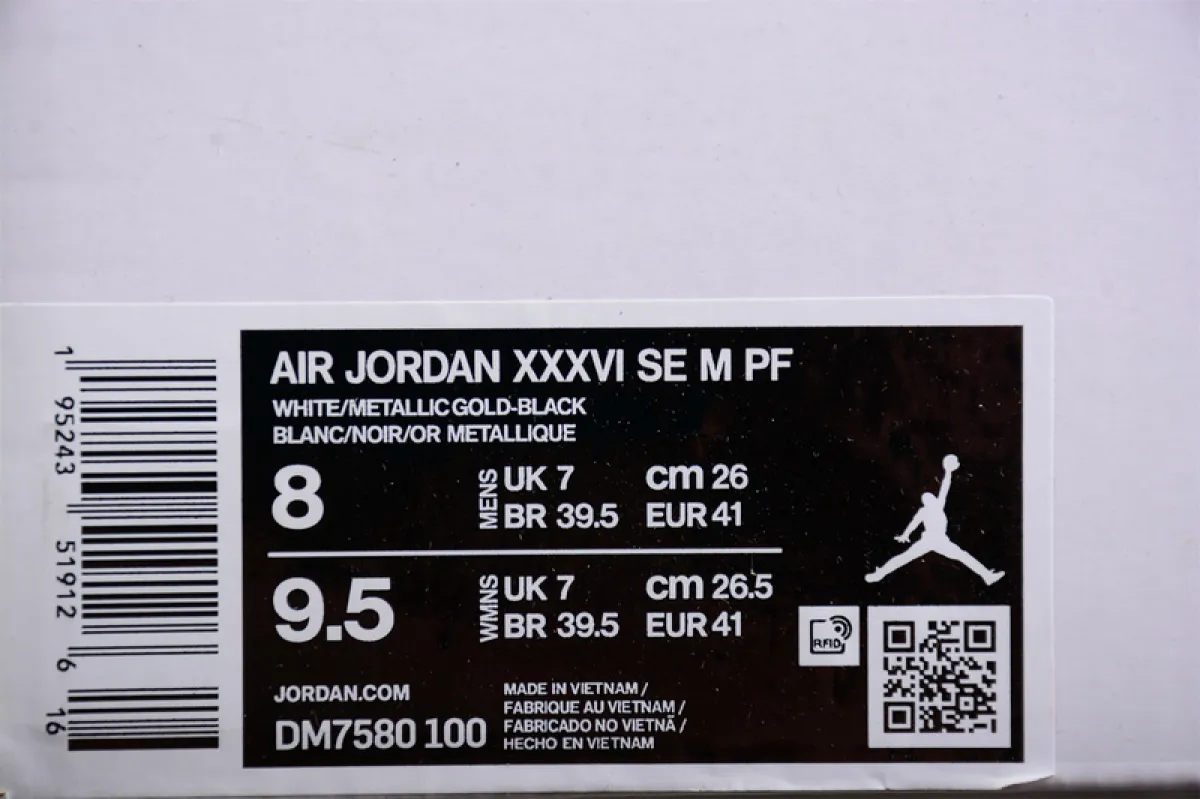 1 95243 51912 6 16
AIR JORDAN XXXVI SE M PF
WHITE/METALLIC GOLD-BLACK
BLANC/NOIR/OR METALLIQUE
8
MENS
UK 7 cm 26
BR 39.5 EUR 41
9.5
WMNS
UK 7 cm 26.5
BR 39.5 EUR 41
RFID
JORDAN.COM
DM7580 100
MADE IN VIETNAM /
FABRIQUE AU VIETNAM /
FABRICADO NO VIETNÃ /
HECHO EN VIETNAM